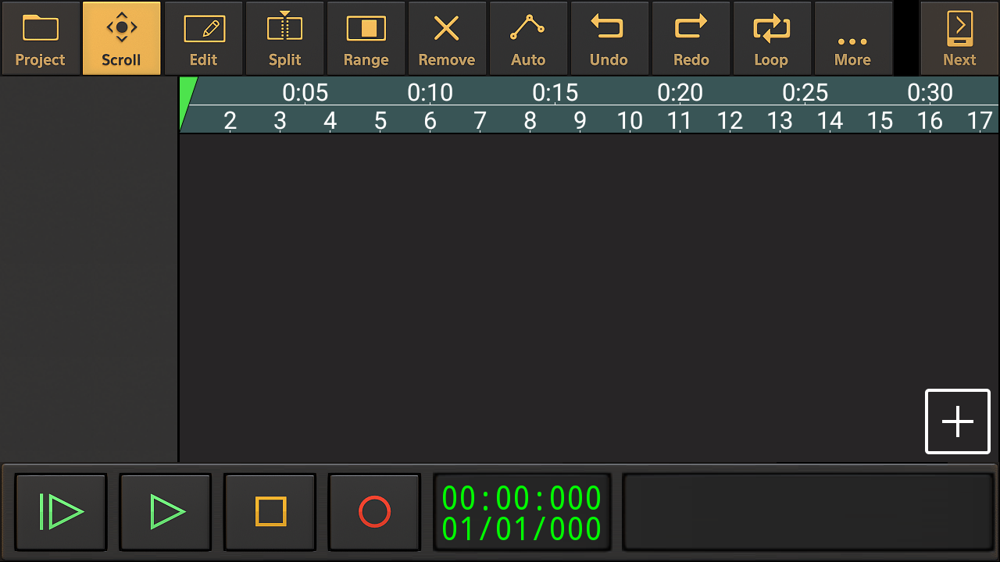 Project Scroll Edit Split Range Remove Auto Undo Redo Loop More Next
0:05 0:10 0:15 0:20 0:25 0:30
2 3 4 5 6 7 8 9 10 11 12 13 14 15 16 17
00:00:000
01/01/000